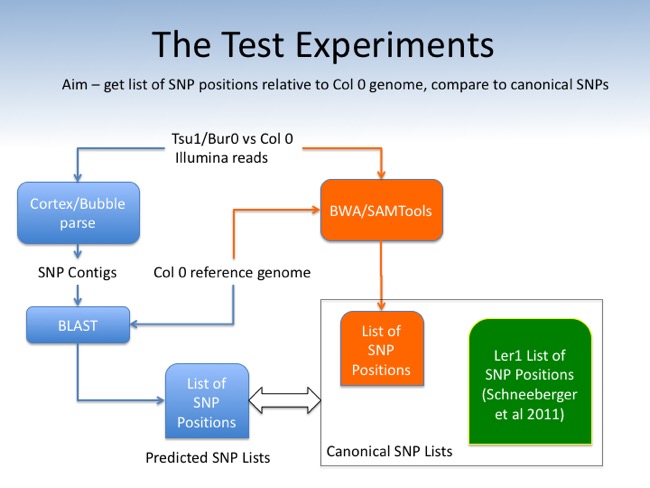 The Test Experiments
Aim – get list of SNP positions relative to Col 0 genome, compare to canonical SNPs
Tsu1/Bur0 vs Col 0
Illumina reads
Cortex/Bubble
parse
BWA/SAMTools
SNP Contigs
Col 0 reference genome
BLAST
List of
SNP
Positions
Ler1 List of
SNP Positions
(Schneeberger
et al 2011)
List of
SNP
Positions
Canonical SNP Lists
Predicted SNP Lists